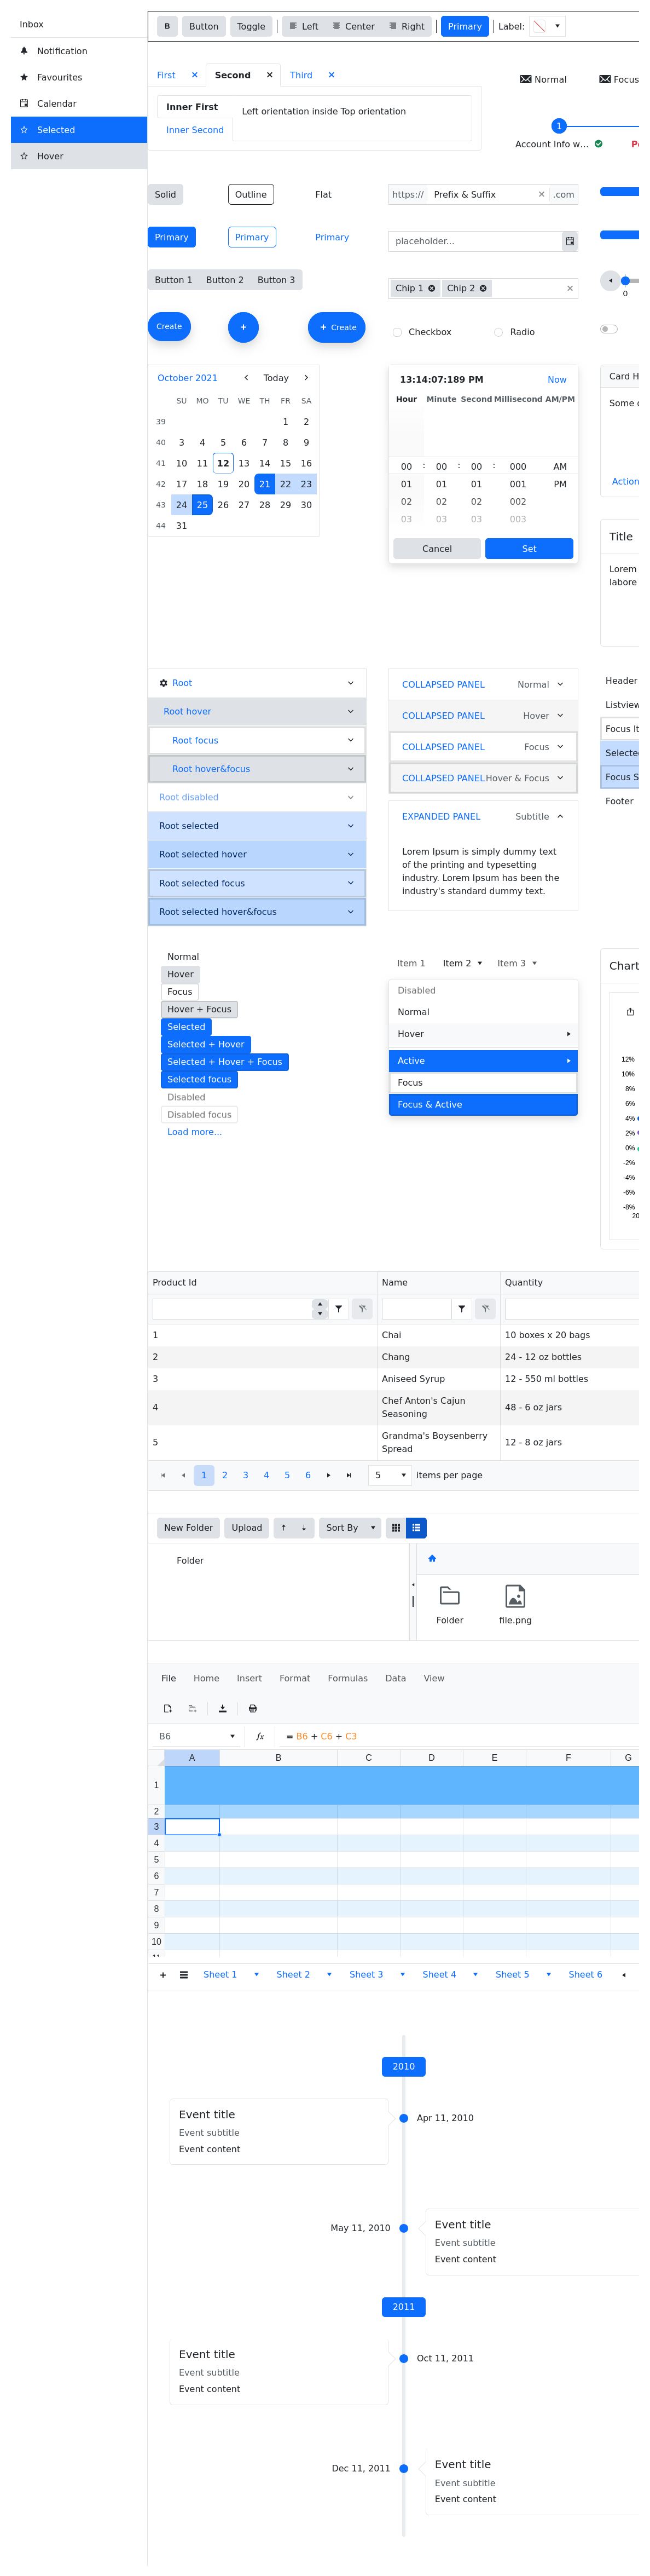 Inbox
Notification
Favourites
Calendar
Selected
Hover
B Button Toggle Left Center Right Primary Label:
First Second Third
Inner First
Inner Second
Left orientation inside Top orientation
Normal Focus
1
Account Info w...
Solid Outline Flat
https:// Prefix & Suffix .com
Primary Primary Primary
placeholder...
Button 1 Button 2 Button 3
Chip 1 Chip 2
0
Create + + Create
Checkbox Radio
October 2021 Today
SU MO TU WE TH FR SA
39 1 2
40 3 4 5 6 7 8 9
41 10 11 12 13 14 15 16
42 17 18 19 20 21 22 23
43 24 25 26 27 28 29 30
44 31
13:14:07:189 PM Now
Hour Minute Second Millisecond AM/PM
00 : 00 : 00 : 000 AM
01 01 01 001 PM
02 02 02 002
03 03 03 003
Cancel Set
Card H
Some c
Action
Title
Lorem
labore
Root
Root hover
Root focus
Root hover&focus
Root disabled
Root selected
Root selected hover
Root selected focus
Root selected hover&focus
COLLAPSED PANEL Normal
COLLAPSED PANEL Hover
COLLAPSED PANEL Focus
COLLAPSED PANEL Hover & Focus
EXPANDED PANEL Subtitle
Lorem Ipsum is simply dummy text
of the printing and typesetting
industry. Lorem Ipsum has been the
industry's standard dummy text.
Header
Listview
Focus It
Selecte
Focus S
Footer
Normal
Hover
Focus
Hover + Focus
Selected
Selected + Hover
Selected + Hover + Focus
Selected focus
Disabled
Disabled focus
Load more...
Item 1 Item 2 Item 3
Disabled
Normal
Hover
Active
Focus
Focus & Active
Chart
12%
10%
8%
6%
4%
2%
0%
-2%
-4%
-6%
-8%
20
Product Id Name Quantity
1 Chai 10 boxes x 20 bags
2 Chang 24 - 12 oz bottles
3 Aniseed Syrup 12 - 550 ml bottles
4 Chef Anton's Cajun
Seasoning 48 - 6 oz jars
5 Grandma's Boysenberry
Spread 12 - 8 oz jars
1 2 3 4 5 6 5 items per page
New Folder Upload Sort By
Folder
Folder file.png
File Home Insert Format Formulas Data View
B6 fx = B6 + C6 + C3
A B C D E F G
1
2
3
4
5
6
7
8
9
10
11
+ Sheet 1 Sheet 2 Sheet 3 Sheet 4 Sheet 5 Sheet 6
2010
Event title
Event subtitle
Event content
Apr 11, 2010
May 11, 2010
Event title
Event subtitle
Event content
2011
Event title
Event subtitle
Event content
Oct 11, 2011
Dec 11, 2011
Event title
Event subtitle
Event content